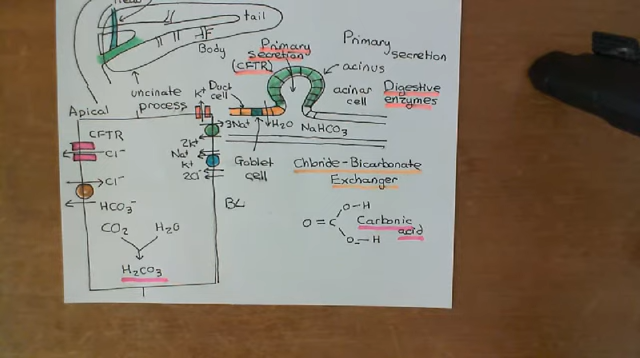 head
tail
Body
uncinate
process
Primary
secretion
(CFTR)
Primary
secretion
acinus
acinar
cell
Digestive
enzymes
K+
Duct
cell
Apical
CFTR
Cl⁻
Cl⁻
HCO₃⁻
CO₂
H₂O
H₂CO₃
3Na+
2K+
Na+
K+
2Cl⁻
H₂O
NaHCO₃
Goblet
cell
Chloride-Bicarbonate
Exchanger
O=C
O-H
O-H
Carbonic
acid